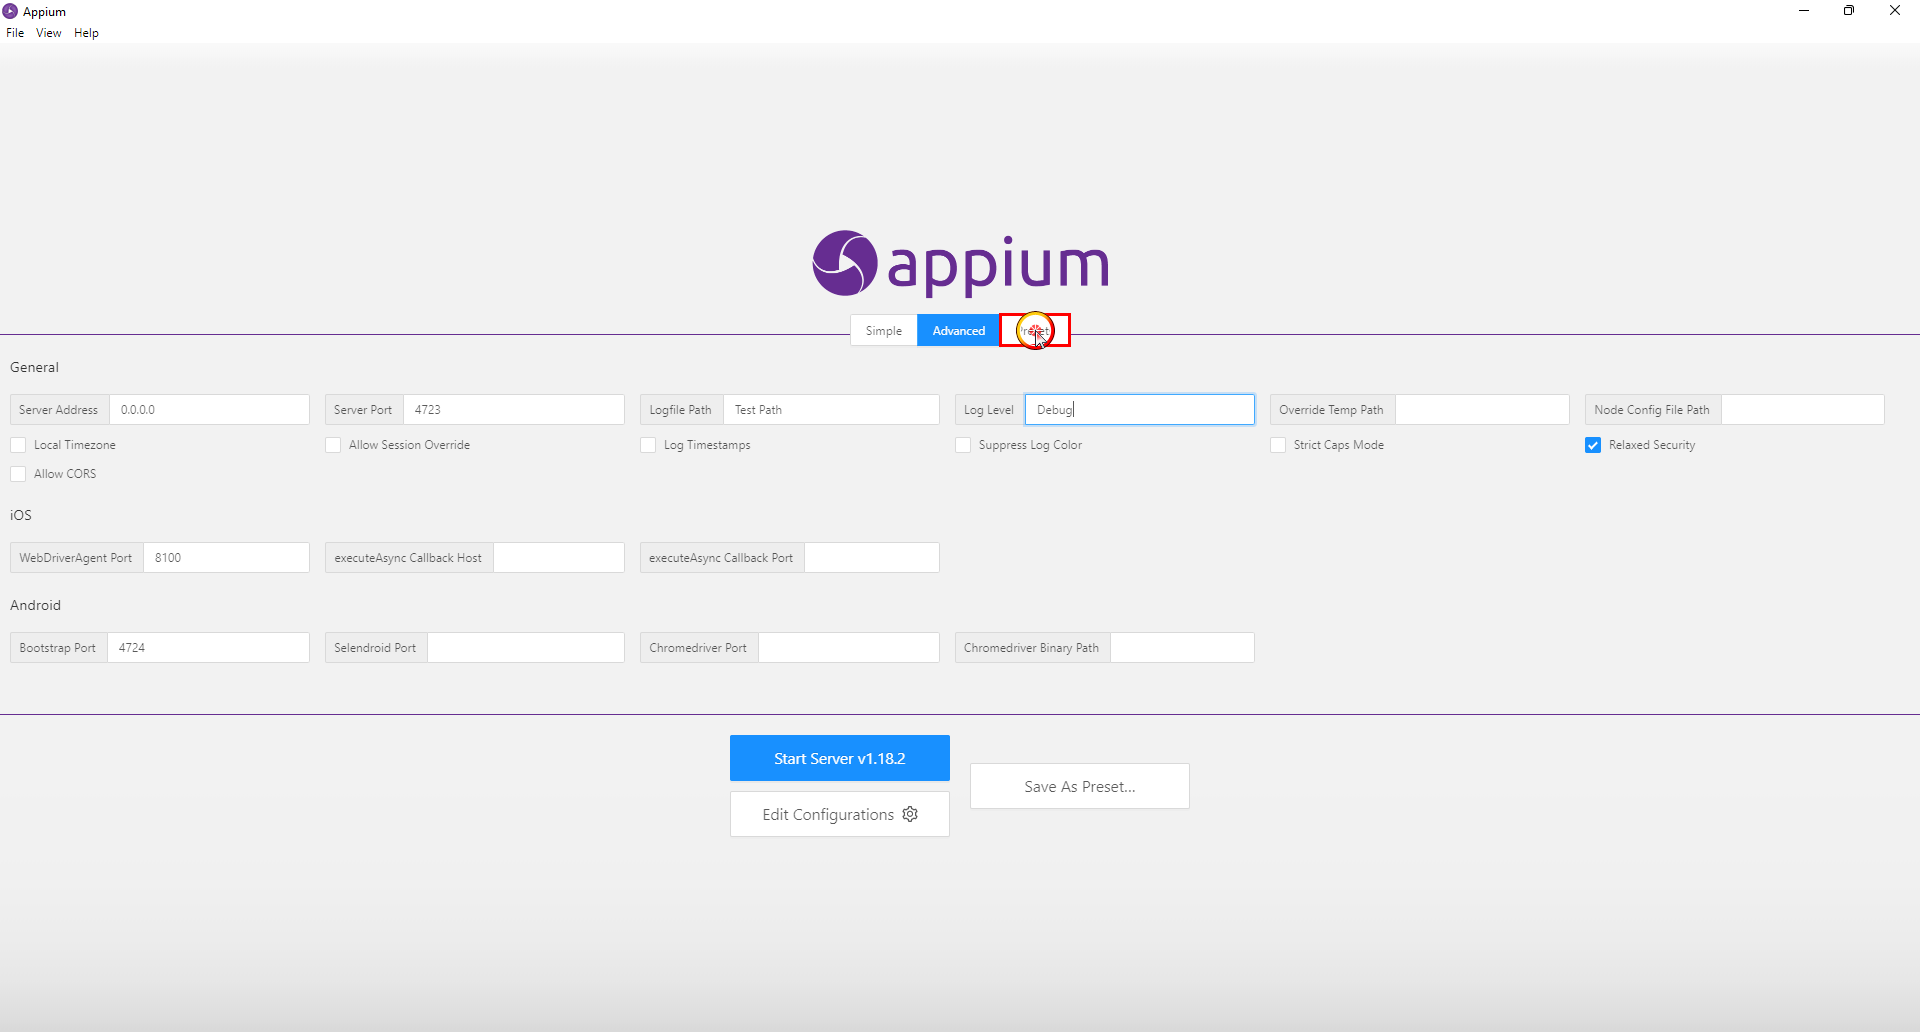 Appium
File View Help
appium
Simple Advanced
General
Server Address 0.0.0.0 Server Port 4723 Logfile Path Test Path Log Level Debug Override Temp Path Node Config File Path
Local Timezone Allow Session Override Log Timestamps Suppress Log Color Strict Caps Mode Relaxed Security
Allow CORS
iOS
WebDriverAgent Port 8100 executeAsync Callback Host executeAsync Callback Port
Android
Bootstrap Port 4724 Selendroid Port Chromedriver Port Chromedriver Binary Path
Start Server v1.18.2
Save As Preset...
Edit Configurations